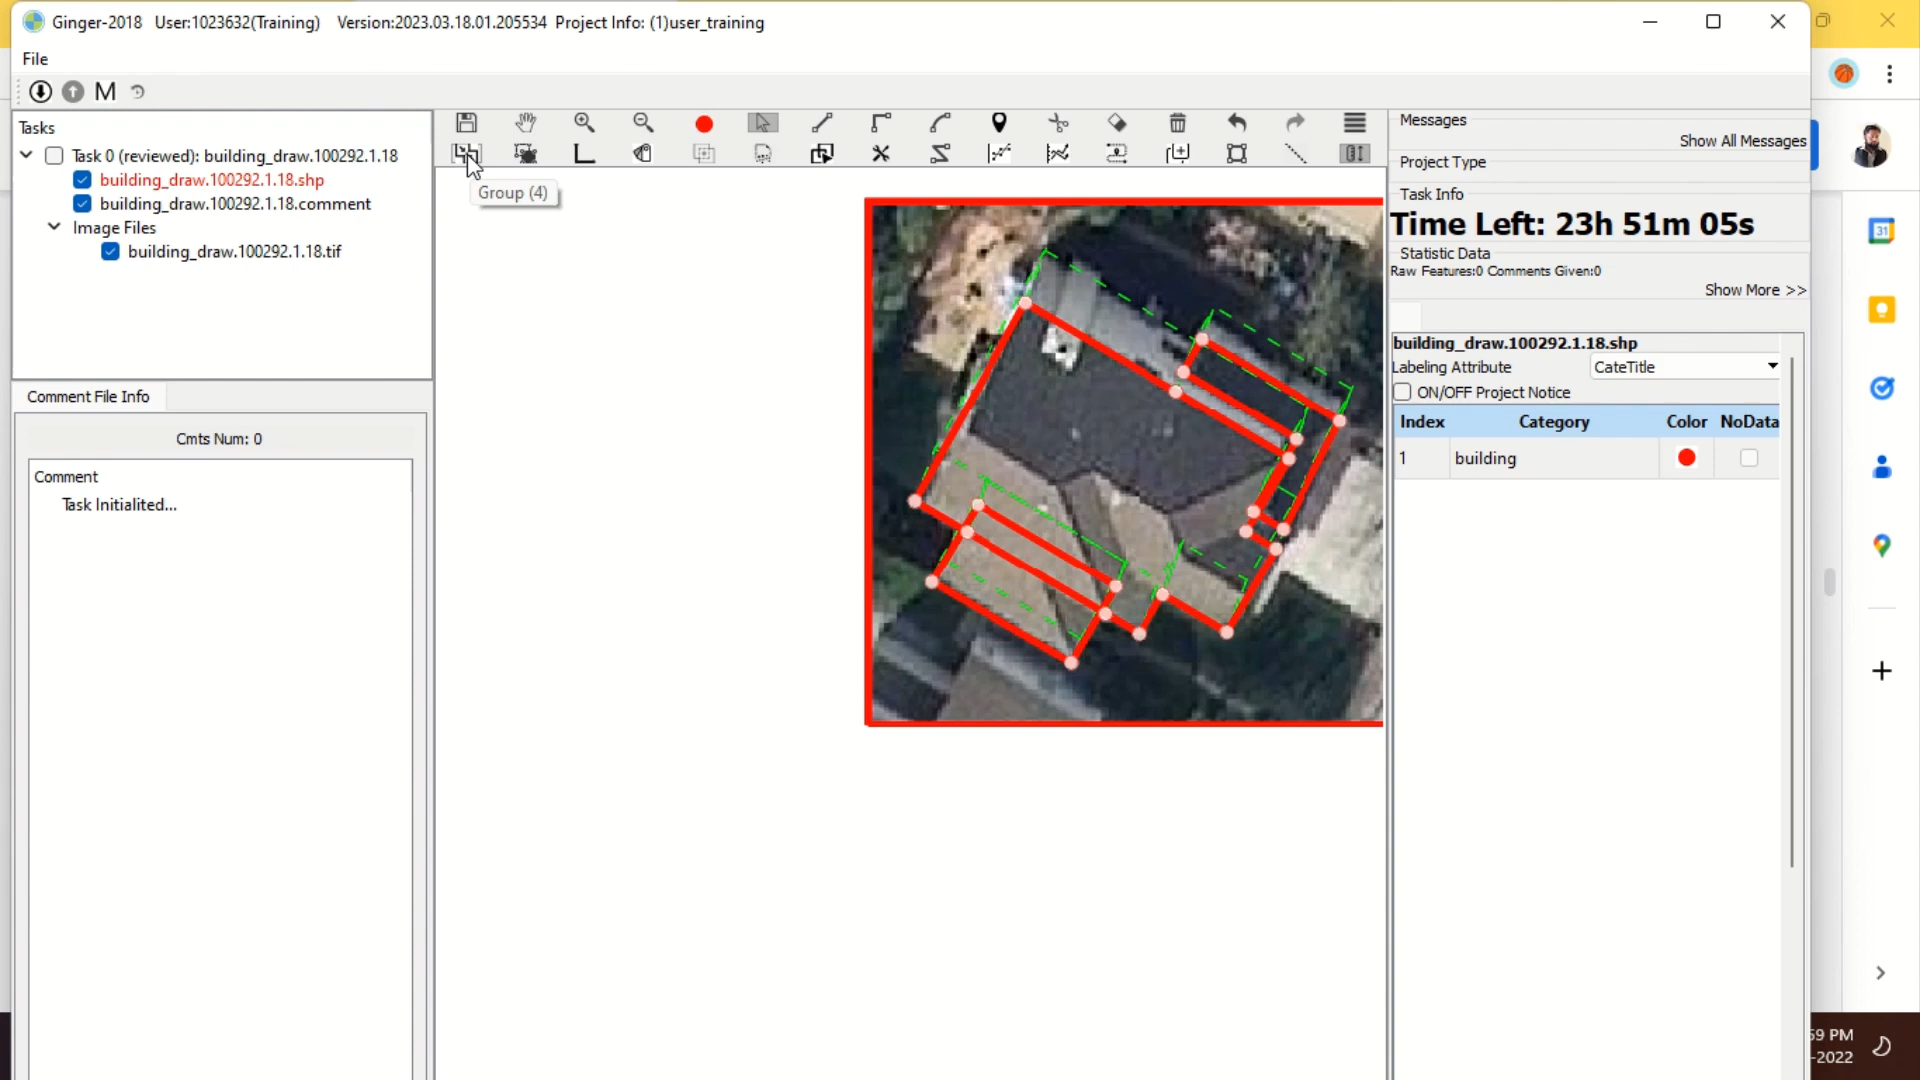 Ginger-2018 User:1023632(Training) Version:2023.03.18.01.205534 Project Info: (1)user_training
File
M
Tasks
Task 0 (reviewed): building_draw.100292.1.18
building_draw.100292.1.18.shp
building_draw.100292.1.18.comment
Image Files
building_draw.100292.1.18.tif
Comment File Info
Cmts Num: 0
Comment
Task Initialited...
Group (4)
Messages
Show All Messages
Project Type
Task Info
Time Left: 23h 51m 05s
Statistic Data
Raw Features:0 Comments Given:0
Show More >>
building_draw.100292.1.18.shp
Labeling Attribute CateTitle
ON/OFF Project Notice
Index Category Color NoData
1 building
31
59 PM
-2022